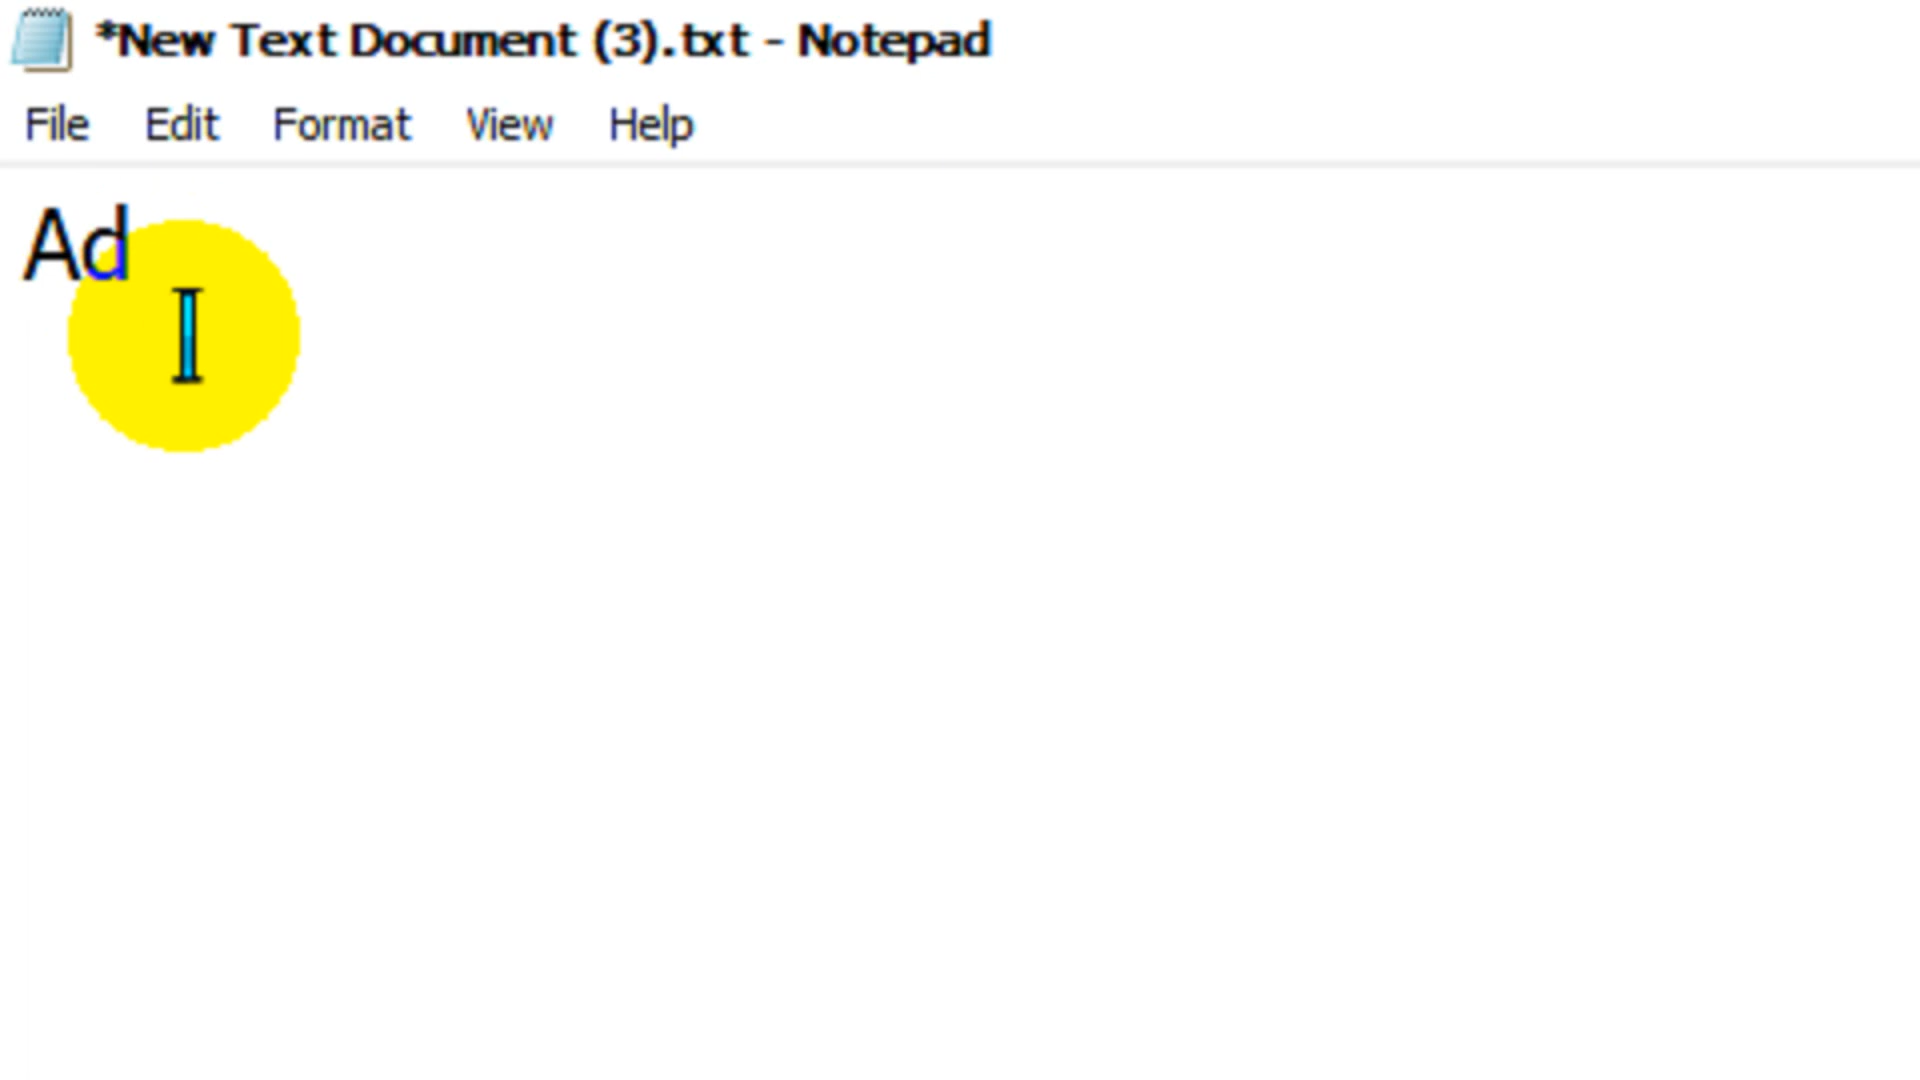 *New Text Document (3).txt - Notepad
File Edit Format View Help
Ad